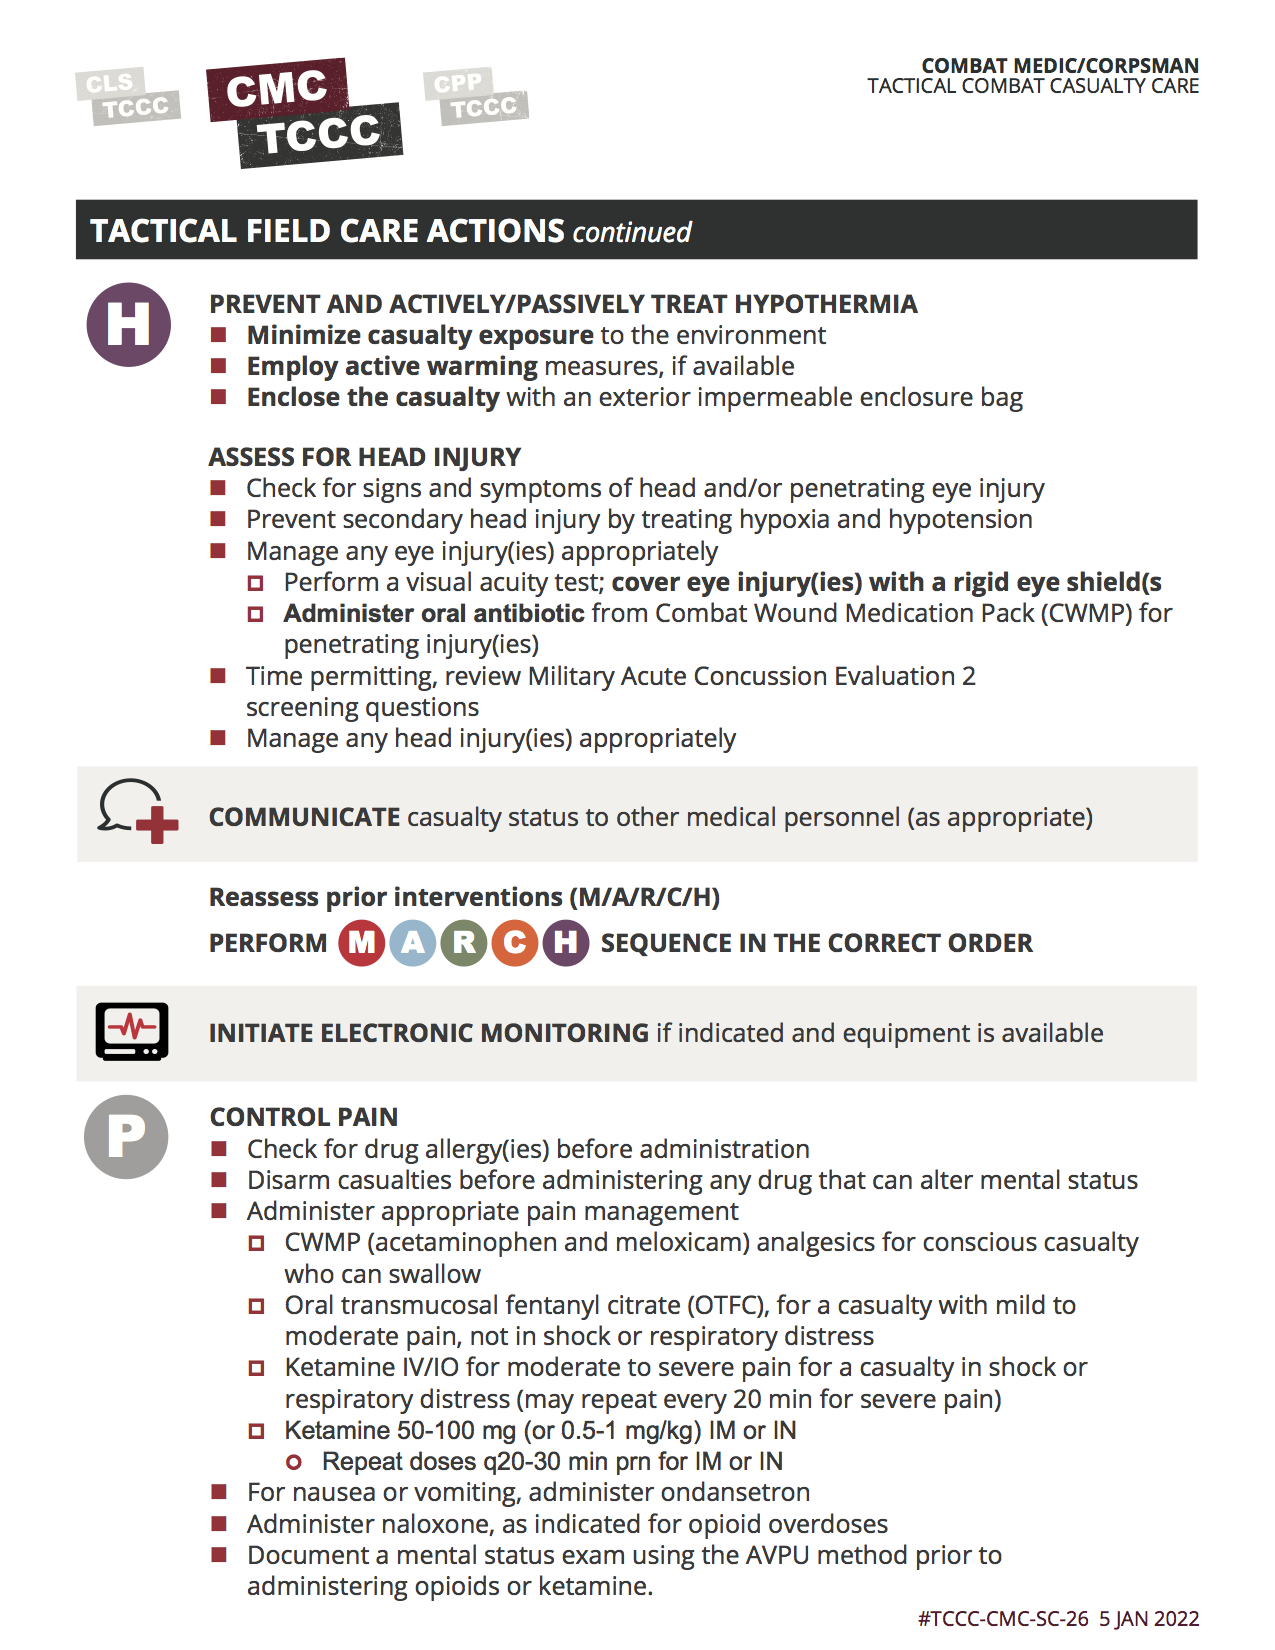 CLS
TCCC
CMC
TCCC
CPP
TCCC
COMBAT MEDIC/CORPSMAN
TACTICAL COMBAT CASUALTY CARE
TACTICAL FIELD CARE ACTIONS continued
H
PREVENT AND ACTIVELY/PASSIVELY TREAT HYPOTHERMIA
Minimize casualty exposure to the environment
Employ active warming measures, if available
Enclose the casualty with an exterior impermeable enclosure bag
ASSESS FOR HEAD INJURY
Check for signs and symptoms of head and/or penetrating eye injury
Prevent secondary head injury by treating hypoxia and hypotension
Manage any eye injury(ies) appropriately
Perform a visual acuity test; cover eye injury(ies) with a rigid eye shield(s
Administer oral antibiotic from Combat Wound Medication Pack (CWMP) for
penetrating injury(ies)
Time permitting, review Military Acute Concussion Evaluation 2
screening questions
Manage any head injury(ies) appropriately
COMMUNICATE casualty status to other medical personnel (as appropriate)
Reassess prior interventions (M/A/R/C/H)
PERFORM M A R C H SEQUENCE IN THE CORRECT ORDER
INITIATE ELECTRONIC MONITORING if indicated and equipment is available
P
CONTROL PAIN
Check for drug allergy(ies) before administration
Disarm casualties before administering any drug that can alter mental status
Administer appropriate pain management
CWMP (acetaminophen and meloxicam) analgesics for conscious casualty
who can swallow
Oral transmucosal fentanyl citrate (OTFC), for a casualty with mild to
moderate pain, not in shock or respiratory distress
Ketamine IV/IO for moderate to severe pain for a casualty in shock or
respiratory distress (may repeat every 20 min for severe pain)
Ketamine 50-100 mg (or 0.5-1 mg/kg) IM or IN
Repeat doses q20-30 min prn for IM or IN
For nausea or vomiting, administer ondansetron
Administer naloxone, as indicated for opioid overdoses
Document a mental status exam using the AVPU method prior to
administering opioids or ketamine.
#TCCC-CMC-SC-26 5 JAN 2022